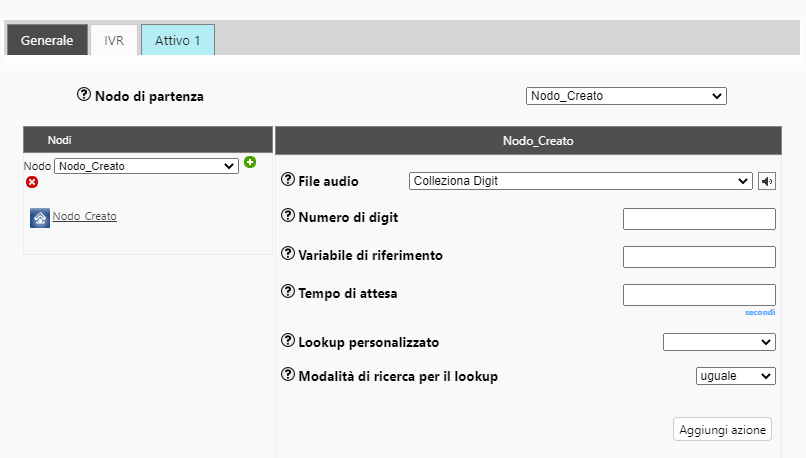 Generale IVR Attivo 1
Nodo di partenza Nodo_Creato
Nodi
Nodo Nodo_Creato
Nodo_Creato
Nodo_Creato
File audio Colleziona Digit
Numero di digit
Variabile di riferimento
Tempo di attesa
secondi
Lookup personalizzato
Modalità di ricerca per il lookup uguale
Aggiungi azione